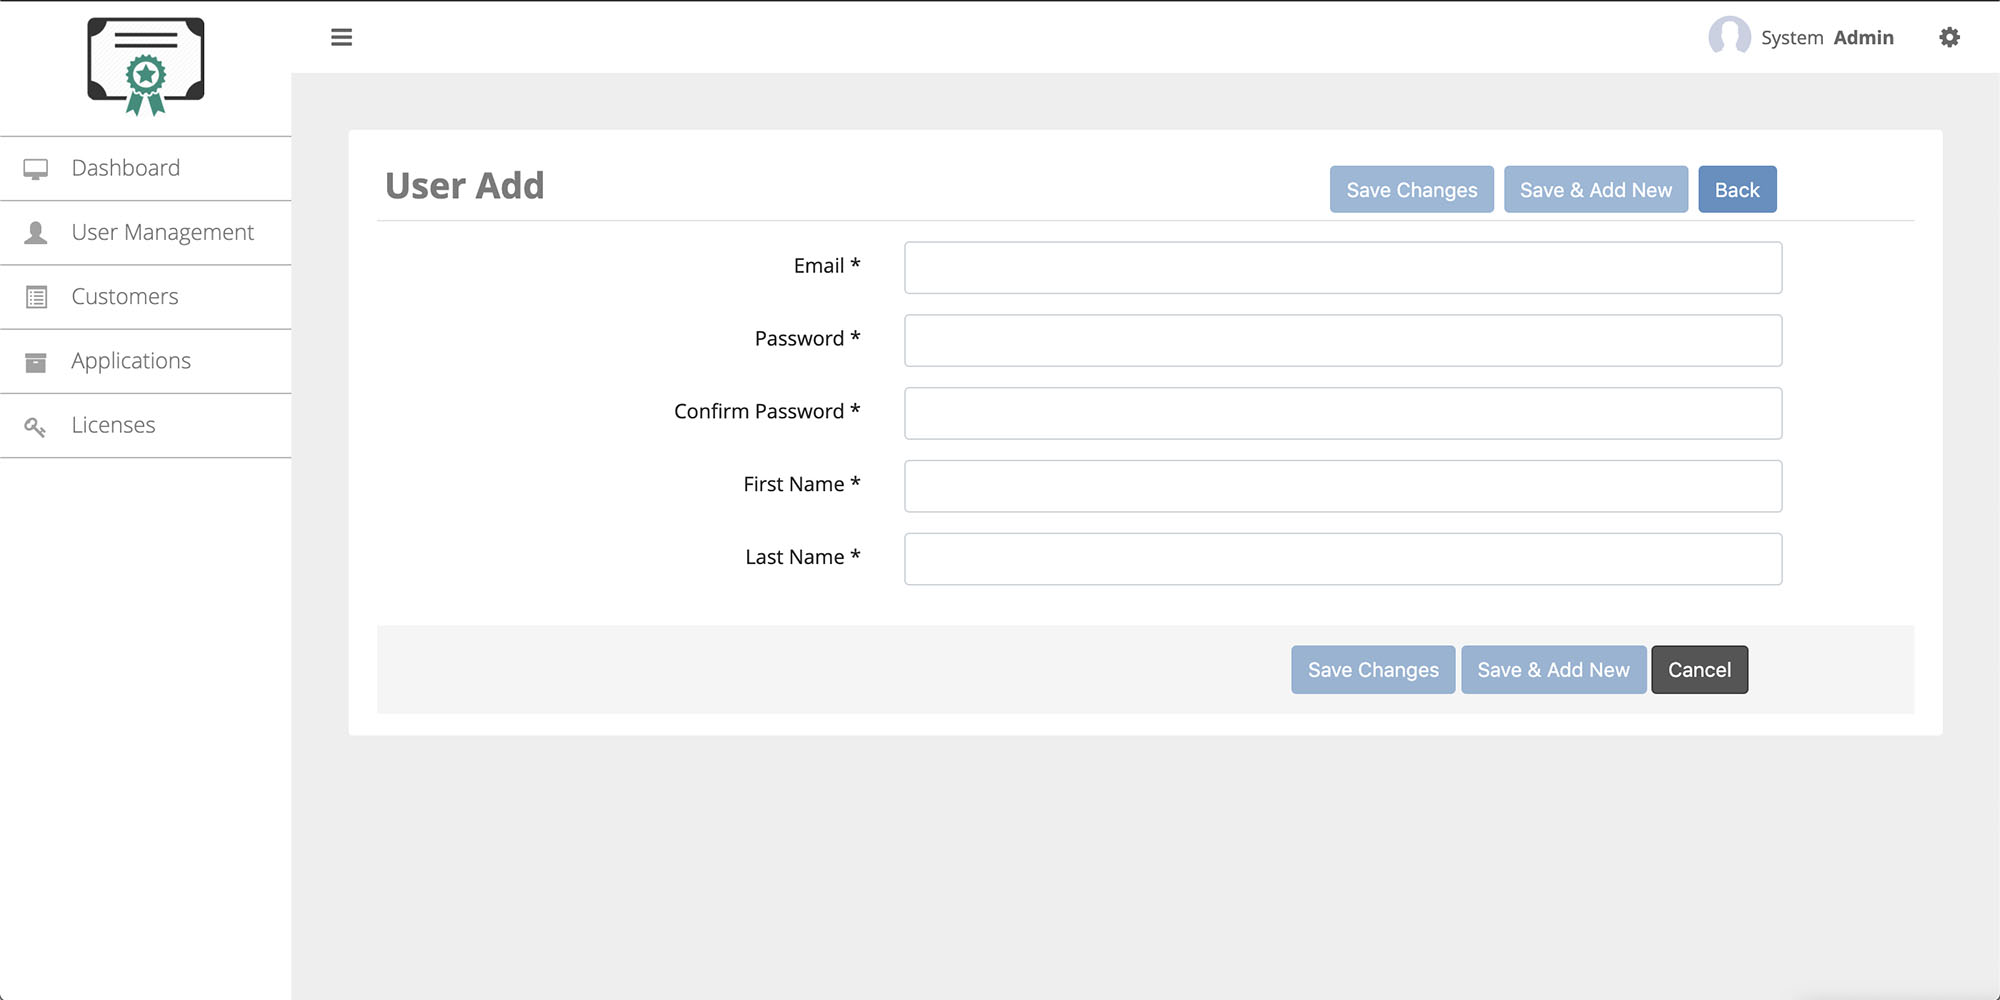 System Admin
Dashboard
User Management
Customers
Applications
Licenses
User Add
Save Changes
Save & Add New
Back
Email *
Password *
Confirm Password *
First Name *
Last Name *
Save Changes
Save & Add New
Cancel